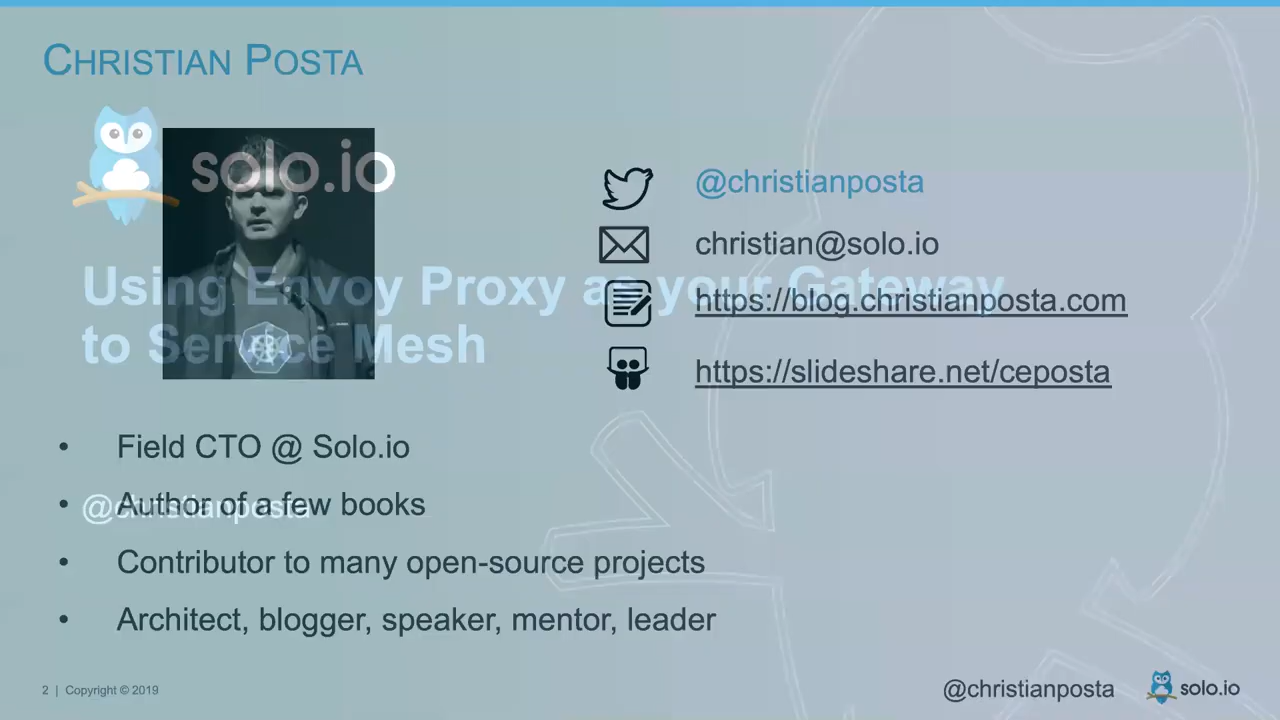 CHRISTIAN POSTA
solo.io
@christianposta
christian@solo.io
Using Envoy Proxy as your Gateway
to Service Mesh
https://blog.christianposta.com
https://slideshare.net/ceposta
• Field CTO @ Solo.io
• Author of a few books
@christianposta
• Contributor to many open-source projects
• Architect, blogger, speaker, mentor, leader
2 | Copyright © 2019
@christianposta
solo.io